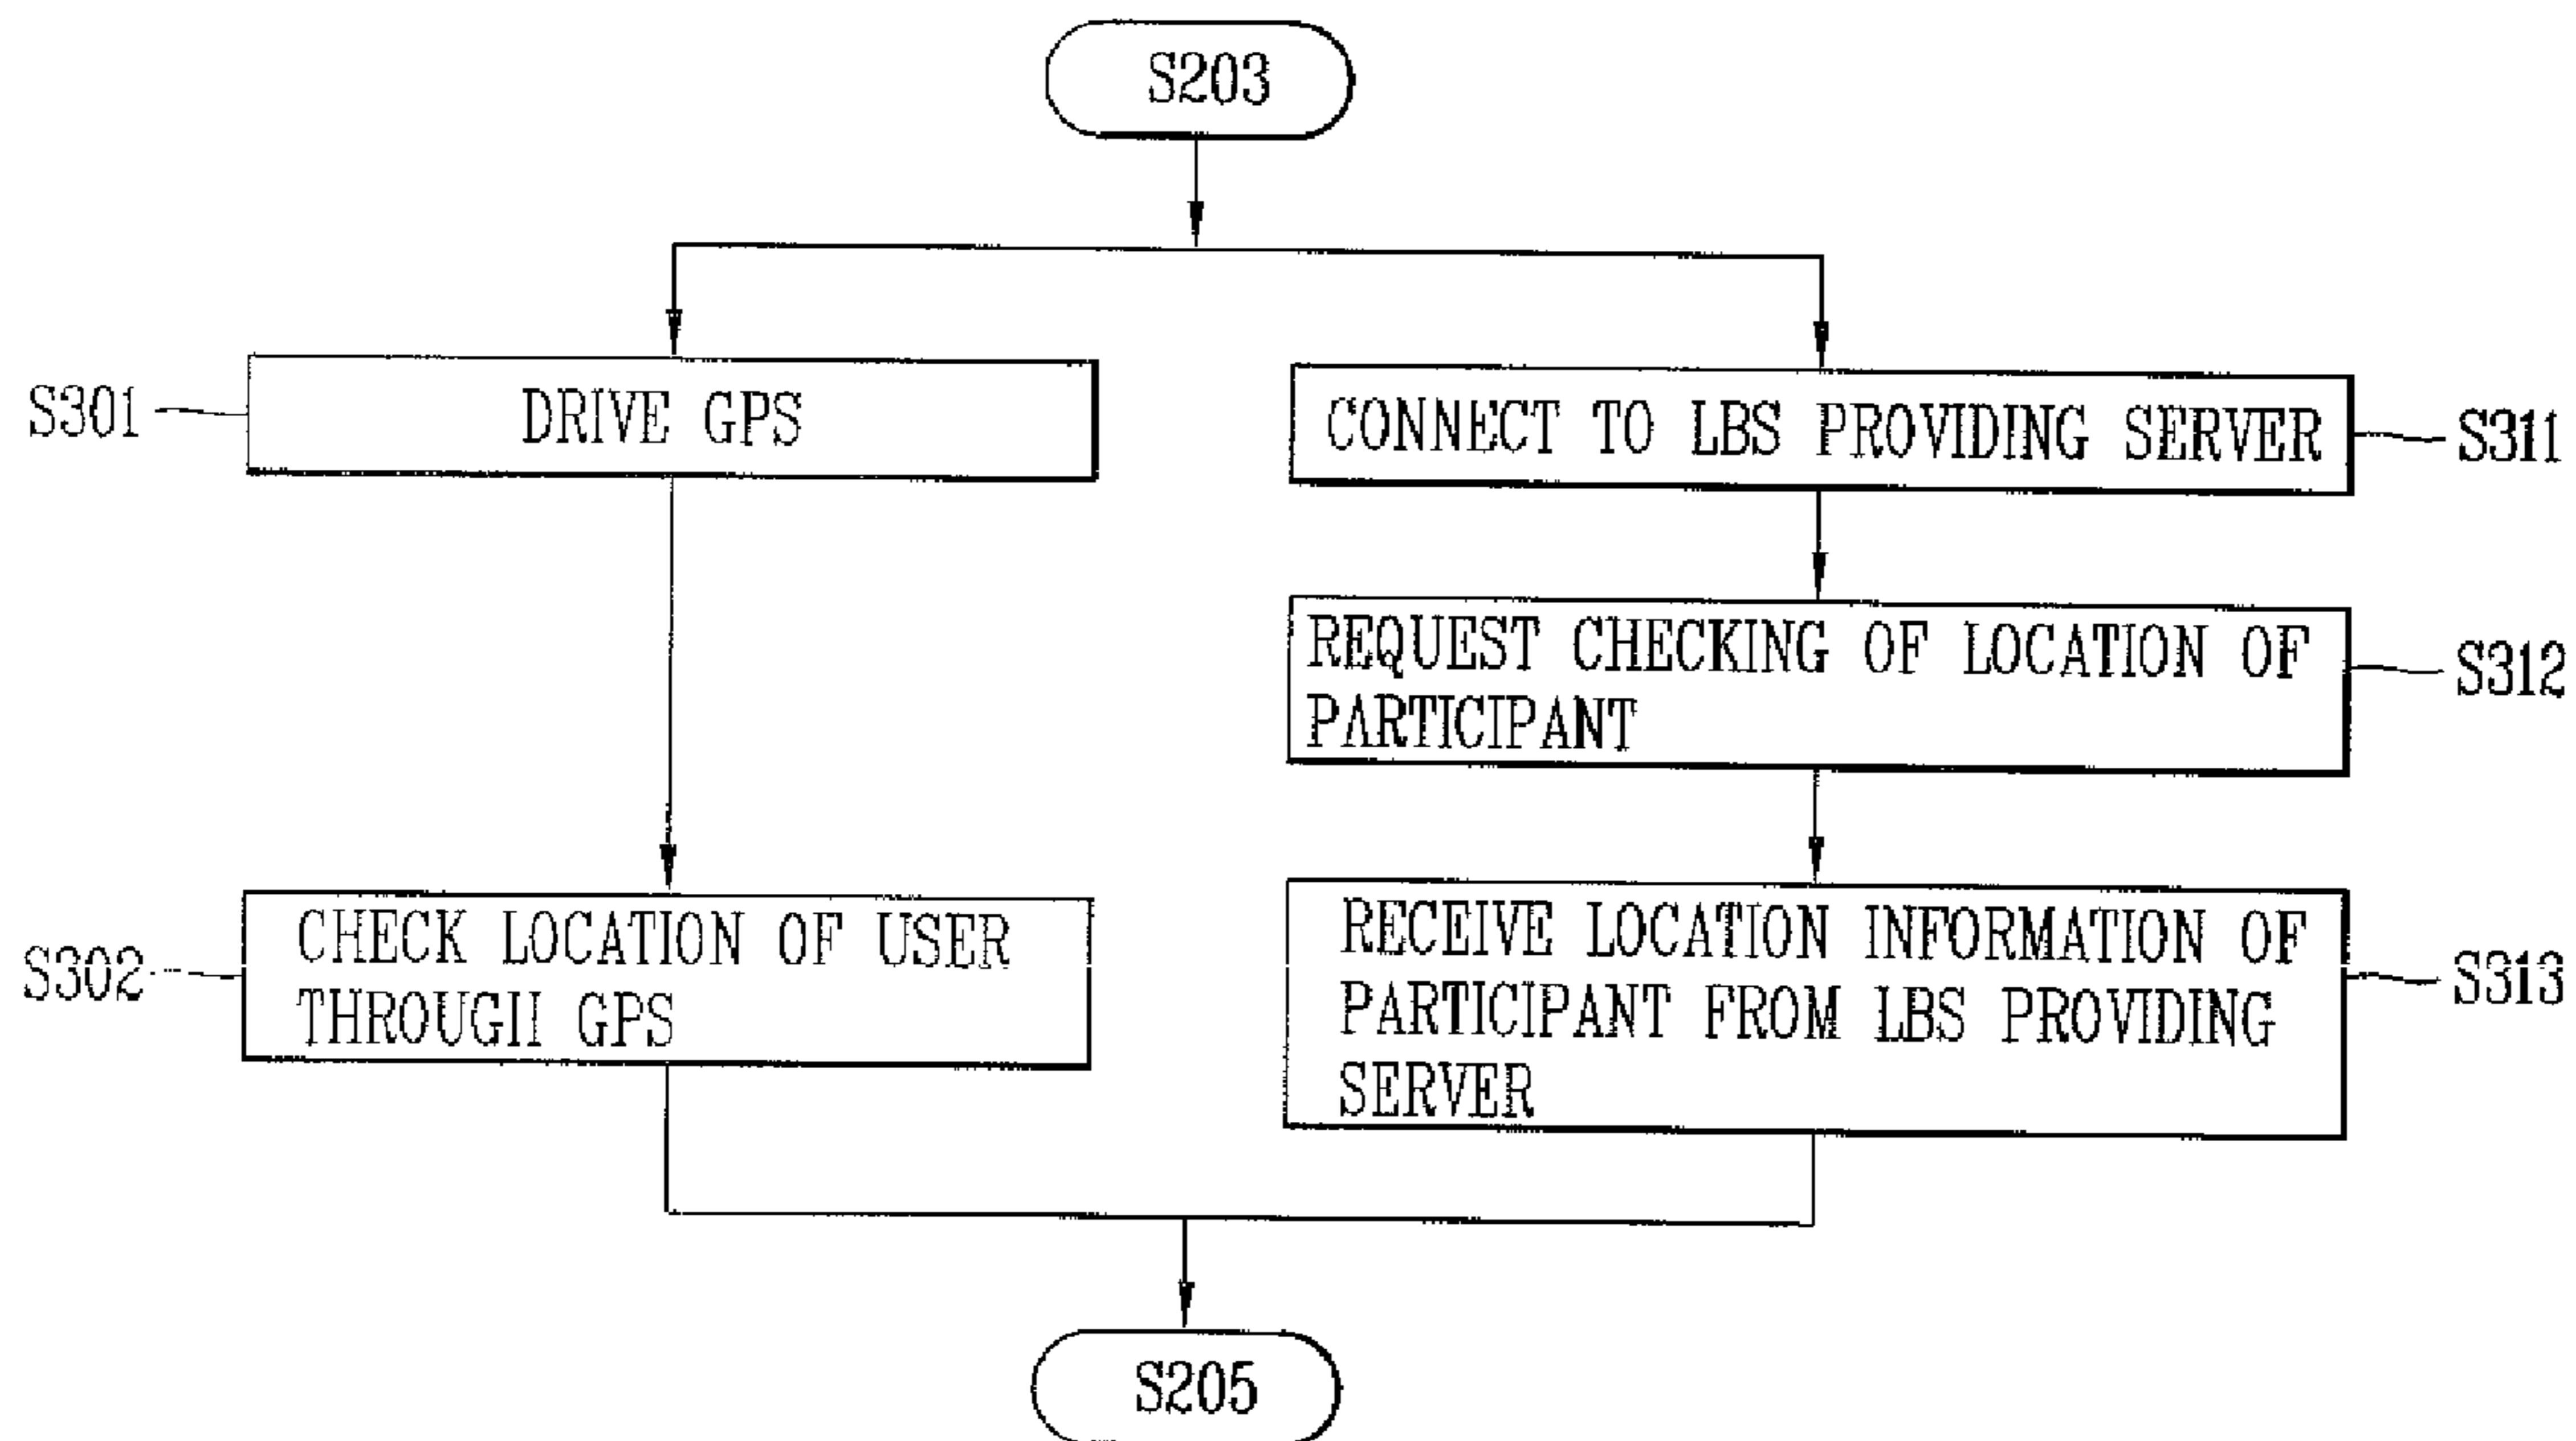 S203
S301
DRIVE GPS
CONNECT TO LBS PROVIDING SERVER
S311
REQUEST CHECKING OF LOCATION OF
PARTICIPANT
S312
S302
CHECK LOCATION OF USER
THROUGH GPS
RECEIVE LOCATION INFORMATION OF
PARTICIPANT FROM LBS PROVIDING
SERVER
S313
S205